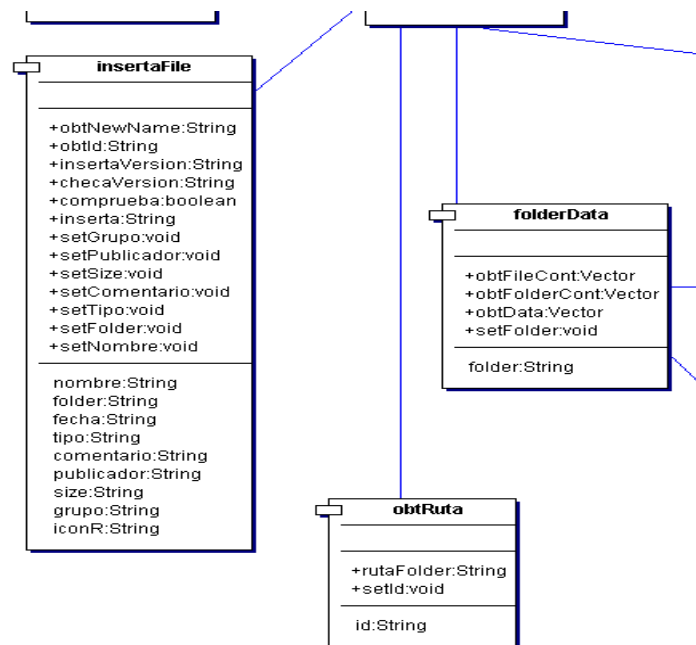 insertaFile
+obtNewName:String
+obtId:String
+insertaVersion:String
+checaVersion:String
+comprueba:boolean
+inserta:String
+setGrupo:void
+setPublicador:void
+setSize:void
+setComentario:void
+setTipo:void
+setFolder:void
+setNombre:void
nombre:String
folder:String
fecha:String
tipo:String
comentario:String
publicador:String
size:String
grupo:String
iconR:String
folderData
+obtFileCont:Vector
+obtFolderCont:Vector
+obtData:Vector
+setFolder:void
folder:String
obtRuta
+rutaFolder:String
+setId:void
id:String